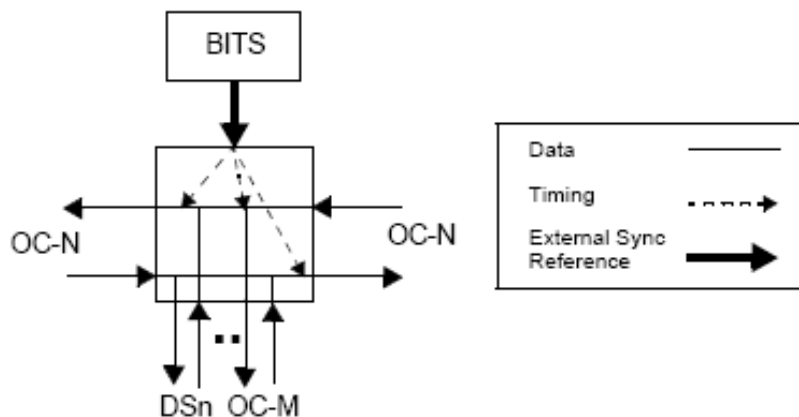 BITS
OC-N
OC-N
DSn OC-M
Data
Timing
External Sync
Reference